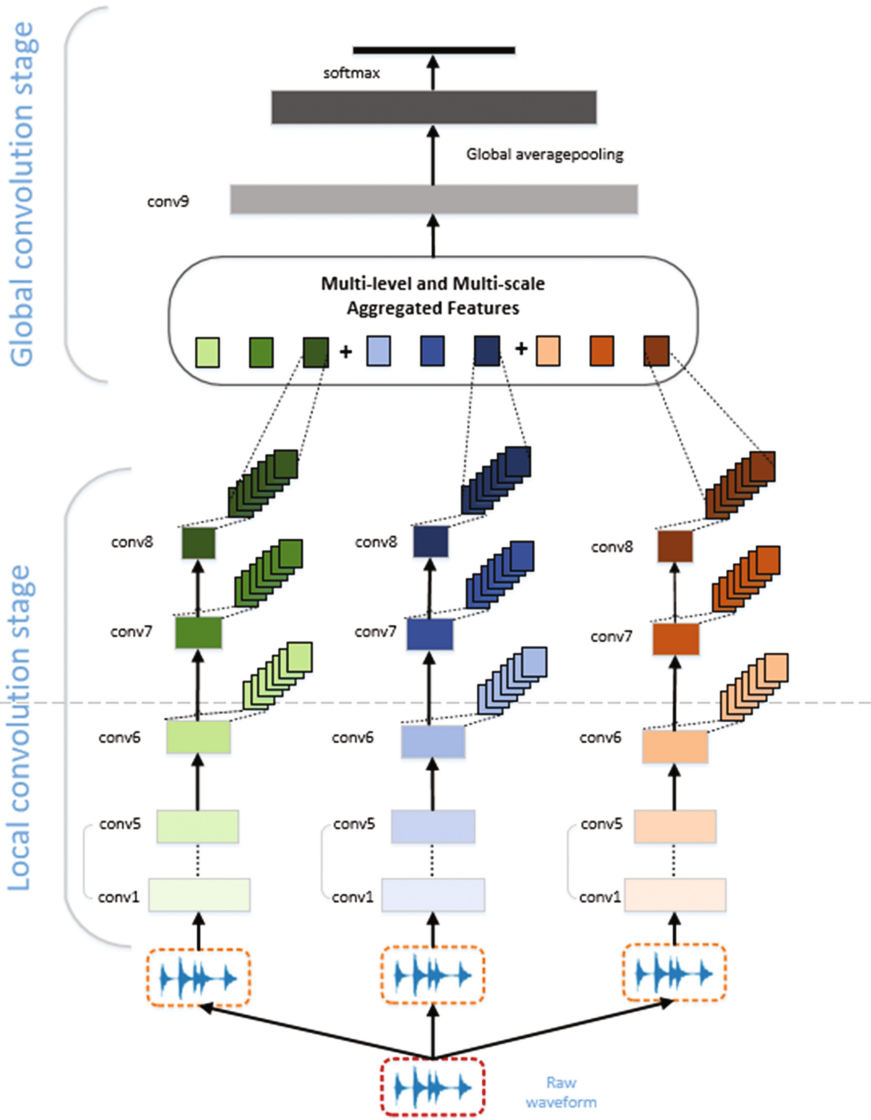 Global convolution stage
softmax
Global averagepooling
conv9
Multi-level and Multi-scale
Aggregated Features
+ +
Local convolution stage
conv8 conv8 conv8
conv7 conv7 conv7
conv6 conv6 conv6
conv5 conv5 conv5
conv1 conv1 conv1
Raw
waveform